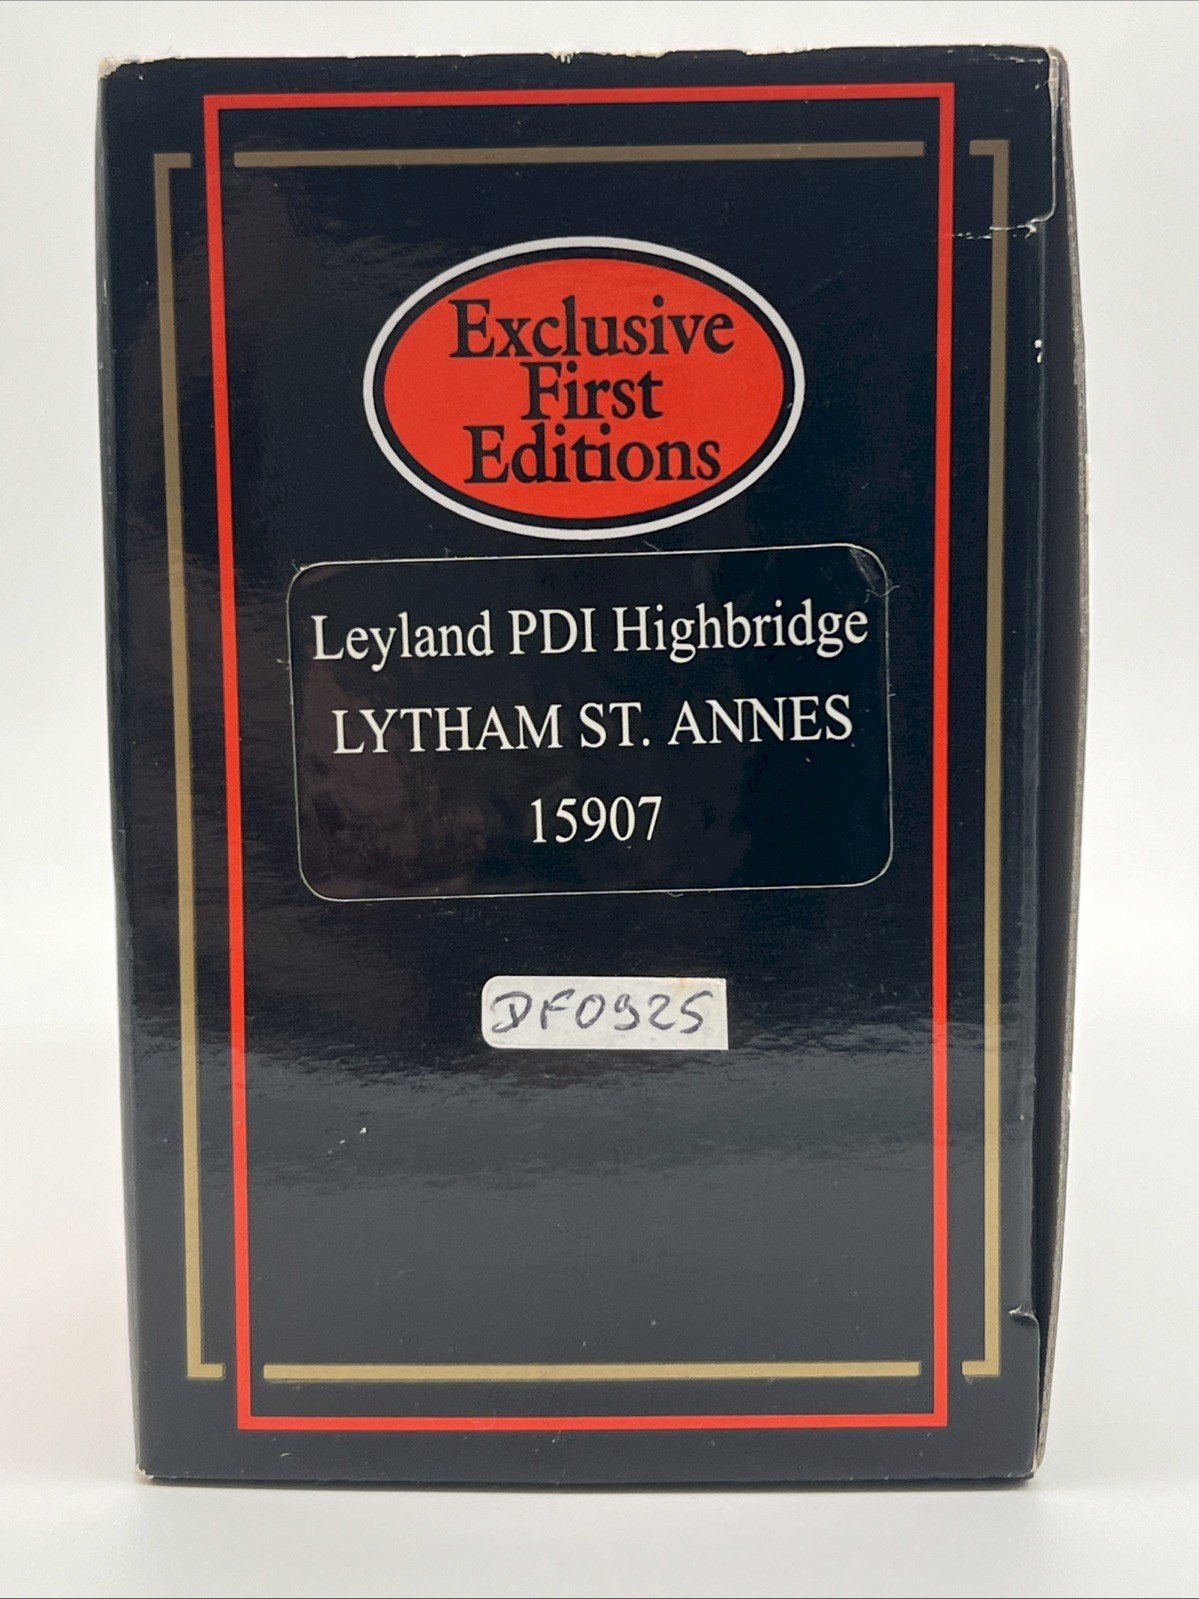 Exclusive
First
Editions
Leyland PDI Highbridge
LYTHAM ST. ANNES
15907
DF0925